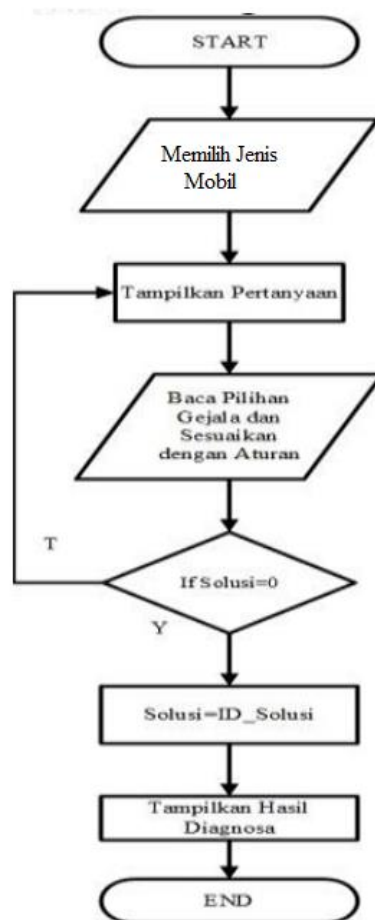 START
Memilih Jenis
Mobil
Tampilkan Pertanyaan
Baca Pilihan
Gejala dan
Sesuaikan
dengan Aturan
T
If Solusi=0
Y
Solusi=ID_Solusi
Tampilkan Hasil
Diagnosa
END